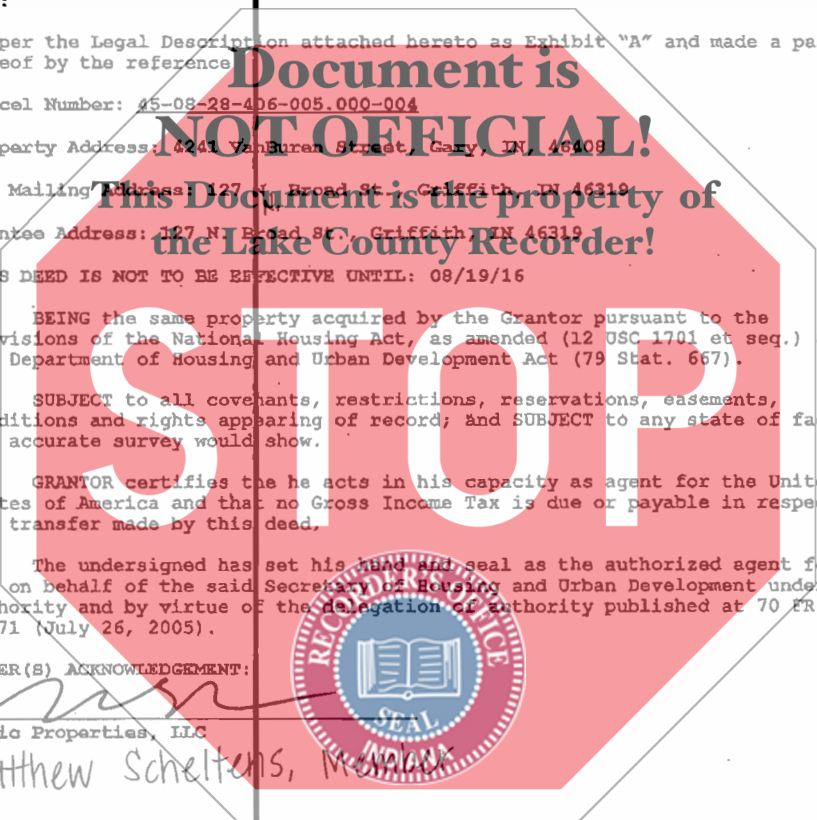 per the Legal Description attached hereto as Exhibit "A" and made a pa
eof by the reference
Document is
cel Number: 45-08-28-406-005.000-004
NOT OFFICIAL!
perty Address: 4241 VanBuren Street, Gary, IN, 46408
Mailing Address: 127 N. Broad St., Griffith, IN 46319
This Document is the property of
ntee Address: 127 N. Broad St., Griffith, IN 46319
the Lake County Recorder!
S DEED IS NOT TO BE EFFECTIVE UNTIL: 08/19/16
BEING the same property acquired by the Grantor pursuant to the
visions of the National Housing Act, as amended (12 USC 1701 et seq.)
Department of Housing and Urban Development Act (79 Stat. 667).
STOP
SUBJECT to all covenants, restrictions, reservations, easements,
ditions and rights appearing of record; and SUBJECT to any state of fa
accurate survey would show.
GRANTOR certifies the he acts in his capacity as agent for the Unit
tes of America and that no Gross Income Tax is due or payable in respe
transfer made by this deed,
The undersigned has set his hand and seal as the authorized agent f
on behalf of the said Secretary of Housing and Urban Development unde
hority and by virtue of the delegation of authority published at 70 FR
71 (July 26, 2005).
RECORDER'S OFFICE
SEAL
INDIANA
ER(S) ACKNOWLEDGEMENT:
ic Properties, LLC
tthew Scheltens, Member